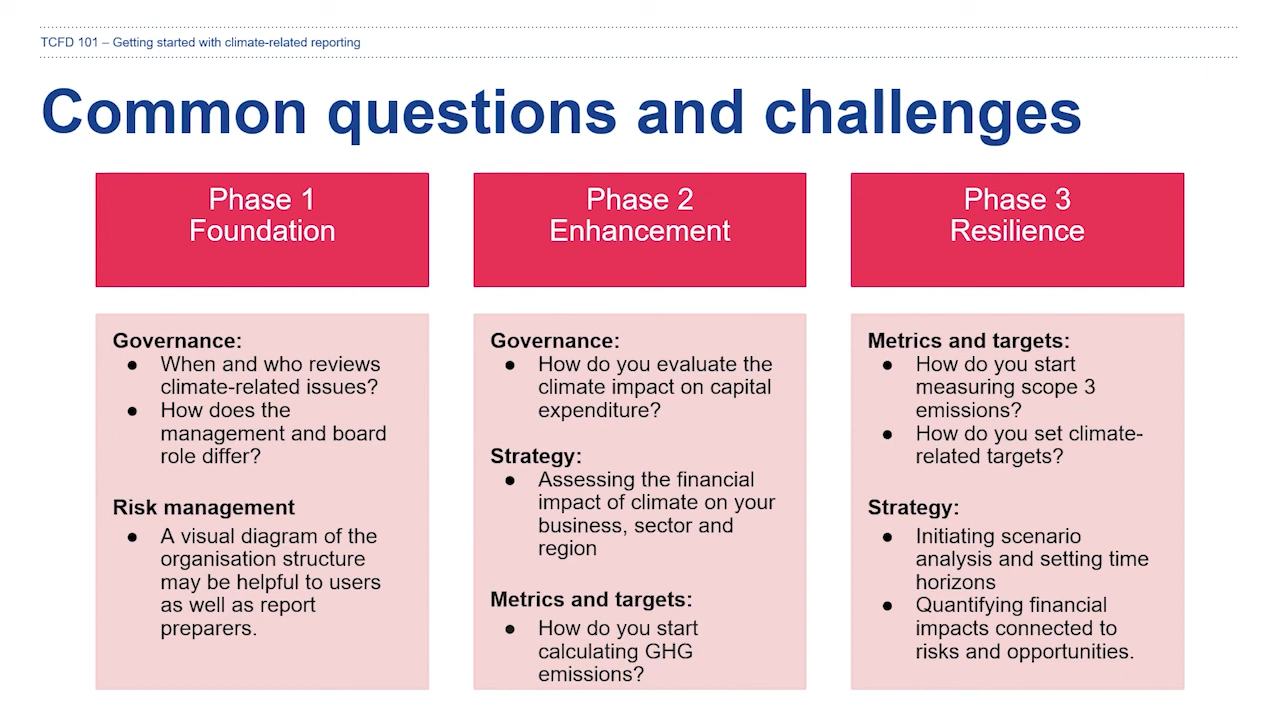 TCFD 101 – Getting started with climate-related reporting
Common questions and challenges
Phase 1
Foundation
Governance:
● When and who reviews
climate-related issues?
● How does the
management and board
role differ?
Risk management
● A visual diagram of the
organisation structure
may be helpful to users
as well as report
preparers.
Phase 2
Enhancement
Governance:
● How do you evaluate the
climate impact on capital
expenditure?
Strategy:
● Assessing the financial
impact of climate on your
business, sector and
region
Metrics and targets:
● How do you start
calculating GHG
emissions?
Phase 3
Resilience
Metrics and targets:
● How do you start
measuring scope 3
emissions?
● How do you set climate-
related targets?
Strategy:
● Initiating scenario
analysis and setting time
horizons
● Quantifying financial
impacts connected to
risks and opportunities.